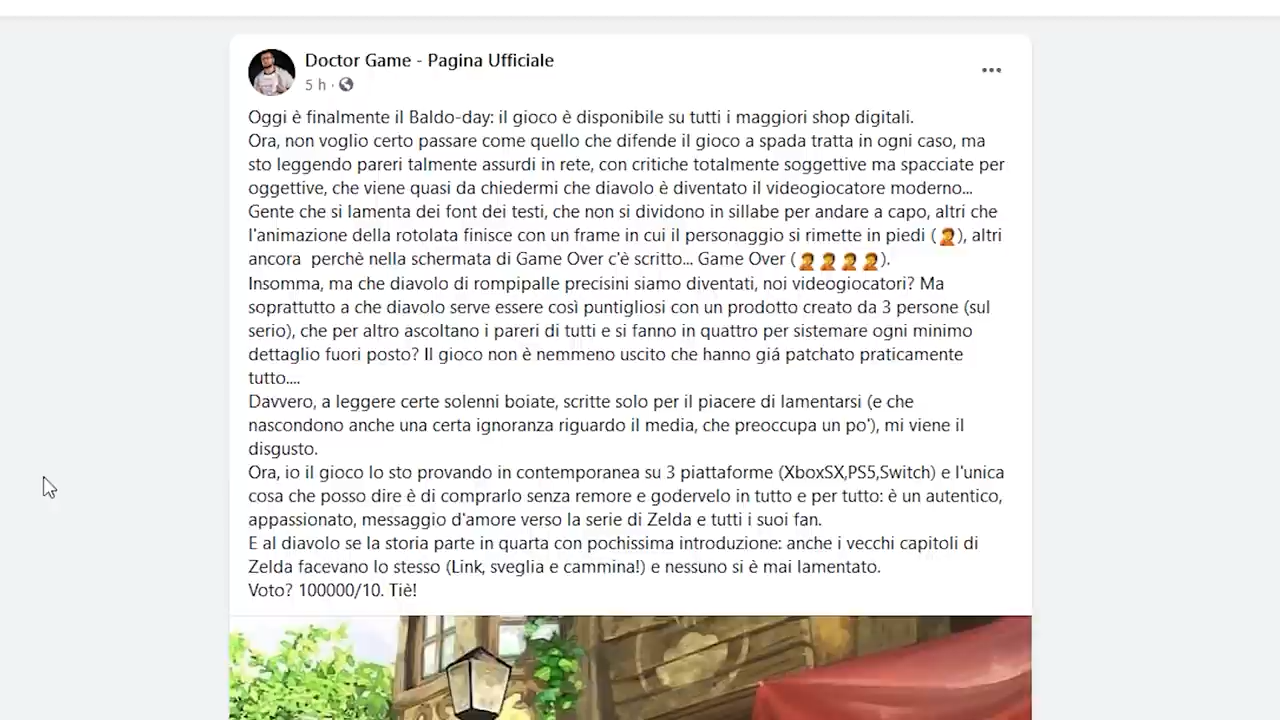 Doctor Game - Pagina Ufficiale
5 h ·
Oggi è finalmente il Baldo-day: il gioco è disponibile su tutti i maggiori shop digitali.
Ora, non voglio certo passare come quello che difende il gioco a spada tratta in ogni caso, ma
sto leggendo pareri talmente assurdi in rete, con critiche totalmente soggettive ma spacciate per
oggettive, che viene quasi da chiedermi che diavolo è diventato il videogiocatore moderno...
Gente che si lamenta dei font dei testi, che non si dividono in sillabe per andare a capo, altri che
l'animazione della rotolata finisce con un frame in cui il personaggio si rimette in piedi (🤦), altri
ancora  perchè nella schermata di Game Over c'è scritto... Game Over (🤦🤦🤦🤦).
Insomma, ma che diavolo di rompipalle precisini siamo diventati, noi videogiocatori? Ma
soprattutto a che diavolo serve essere così puntigliosi con un prodotto creato da 3 persone (sul
serio), che per altro ascoltano i pareri di tutti e si fanno in quattro per sistemare ogni minimo
dettaglio fuori posto? Il gioco non è nemmeno uscito che hanno giá patchato praticamente
tutto....
Davvero, a leggere certe solenni boiate, scritte solo per il piacere di lamentarsi (e che
nascondono anche una certa ignoranza riguardo il media, che preoccupa un po'), mi viene il
disgusto.
Ora, io il gioco lo sto provando in contemporanea su 3 piattaforme (XboxSX,PS5,Switch) e l'unica
cosa che posso dire è di comprarlo senza remore e godervelo in tutto e per tutto: è un autentico,
appassionato, messaggio d'amore verso la serie di Zelda e tutti i suoi fan.
E al diavolo se la storia parte in quarta con pochissima introduzione: anche i vecchi capitoli di
Zelda facevano lo stesso (Link, sveglia e cammina!) e nessuno si è mai lamentato.
Voto? 100000/10. Tiè!